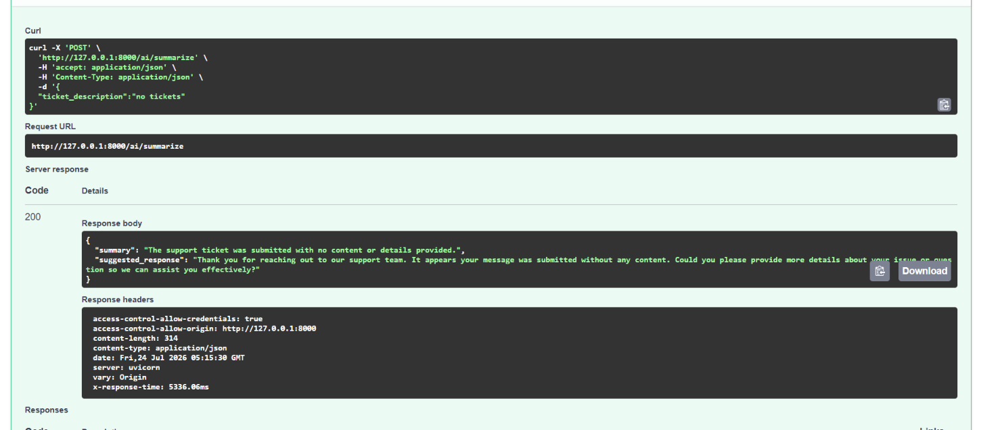 Curl
curl -X 'POST' \
'http://127.0.0.1:8000/ai/summarize' \
-H 'accept: application/json' \
-H 'Content-Type: application/json' \
-d '{
"ticket_description":"no tickets"
}'
Request URL
http://127.0.0.1:8000/ai/summarize
Server response
Code Details
200
Response body
{
"summary": "The support ticket was submitted with no content or details provided.",
"suggested_response": "Thank you for reaching out to our support team. It appears your message was submitted without any content. Could you please provide more details about your issue or ques
tion so we can assist you effectively?"
}
Download
Response headers
access-control-allow-credentials: true
access-control-allow-origin: http://127.0.0.1:8000
content-length: 314
content-type: application/json
date: Fri,24 Jul 2026 05:15:30 GMT
server: uvicorn
vary: Origin
x-response-time: 5336.06ms
Responses